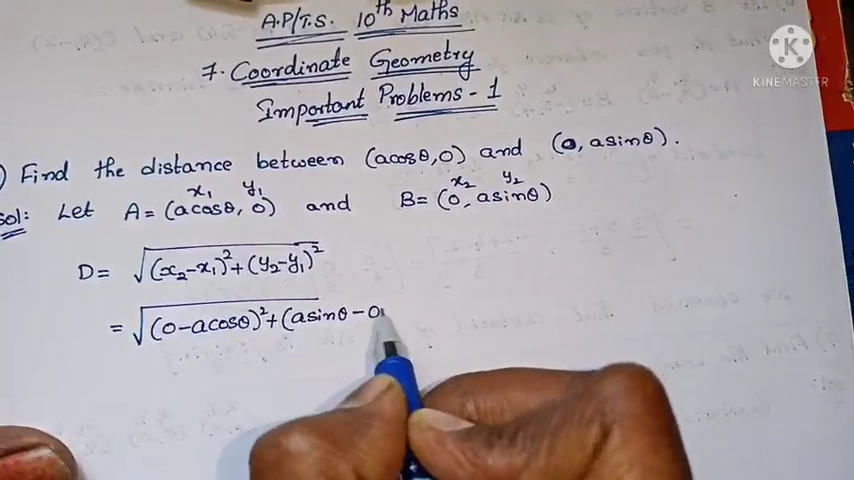 A.P/T.S. 10th Maths
7. Coordinate Geometry
Important Problems - 1
KINEMASTER
) Find the distance between (acosθ,0) and (0, asinθ).
x₁ y₁ x₂ y₂
Sol: Let A = (acosθ, 0) and B = (0, asinθ)
D = √(x₂-x₁)²+(y₂-y₁)²
= √(0-acosθ)²+(asinθ-0